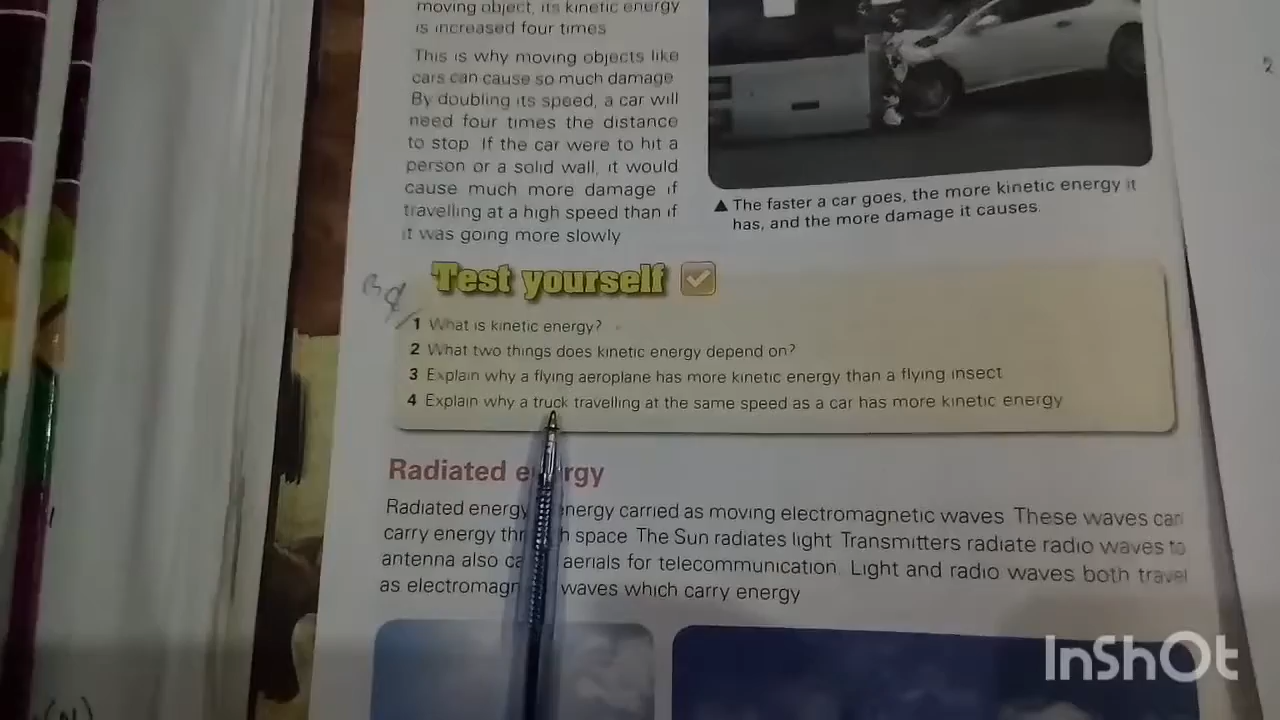 moving object, its kinetic energy
is increased four times
This is why moving objects like
cars can cause so much damage
By doubling its speed, a car will
need four times the distance
to stop If the car were to hit a
person or a solid wall, it would
cause much more damage if
travelling at a high speed than if
it was going more slowly
▲ The faster a car goes, the more kinetic energy it
has, and the more damage it causes.
Test yourself
1 What is kinetic energy?
2 What two things does kinetic energy depend on?
3 Explain why a flying aeroplane has more kinetic energy than a flying insect
4 Explain why a truck travelling at the same speed as a car has more kinetic energy
Radiated energy
Radiated energy energy carried as moving electromagnetic waves These waves can
carry energy through space The Sun radiates light Transmitters radiate radio waves to
antenna also aerials for telecommunication. Light and radio waves both travel
as electromagnetic waves which carry energy
InShOt